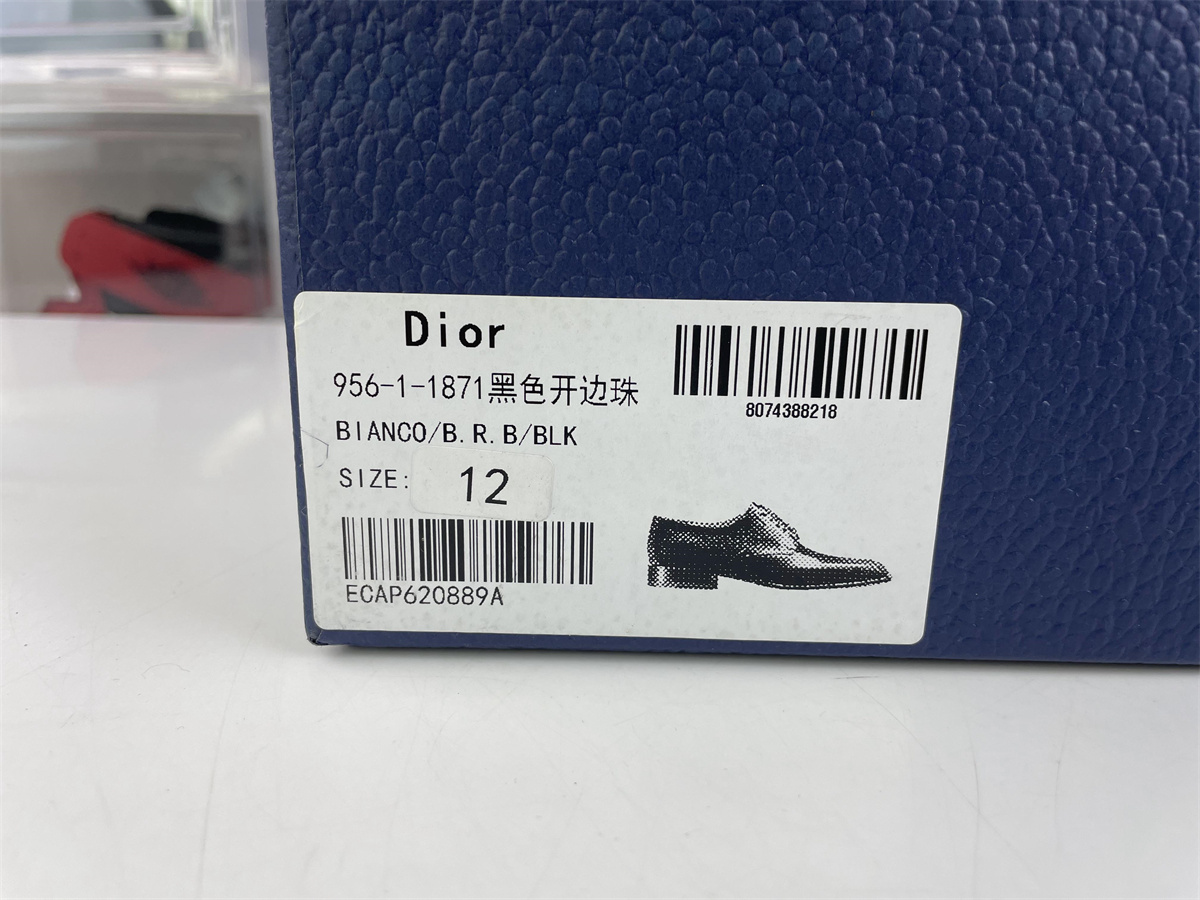 Dior
956-1-1871黑色开边珠
BIANCO/B.R.B/BLK
SIZE: 12
ECAP620889A
8074388218